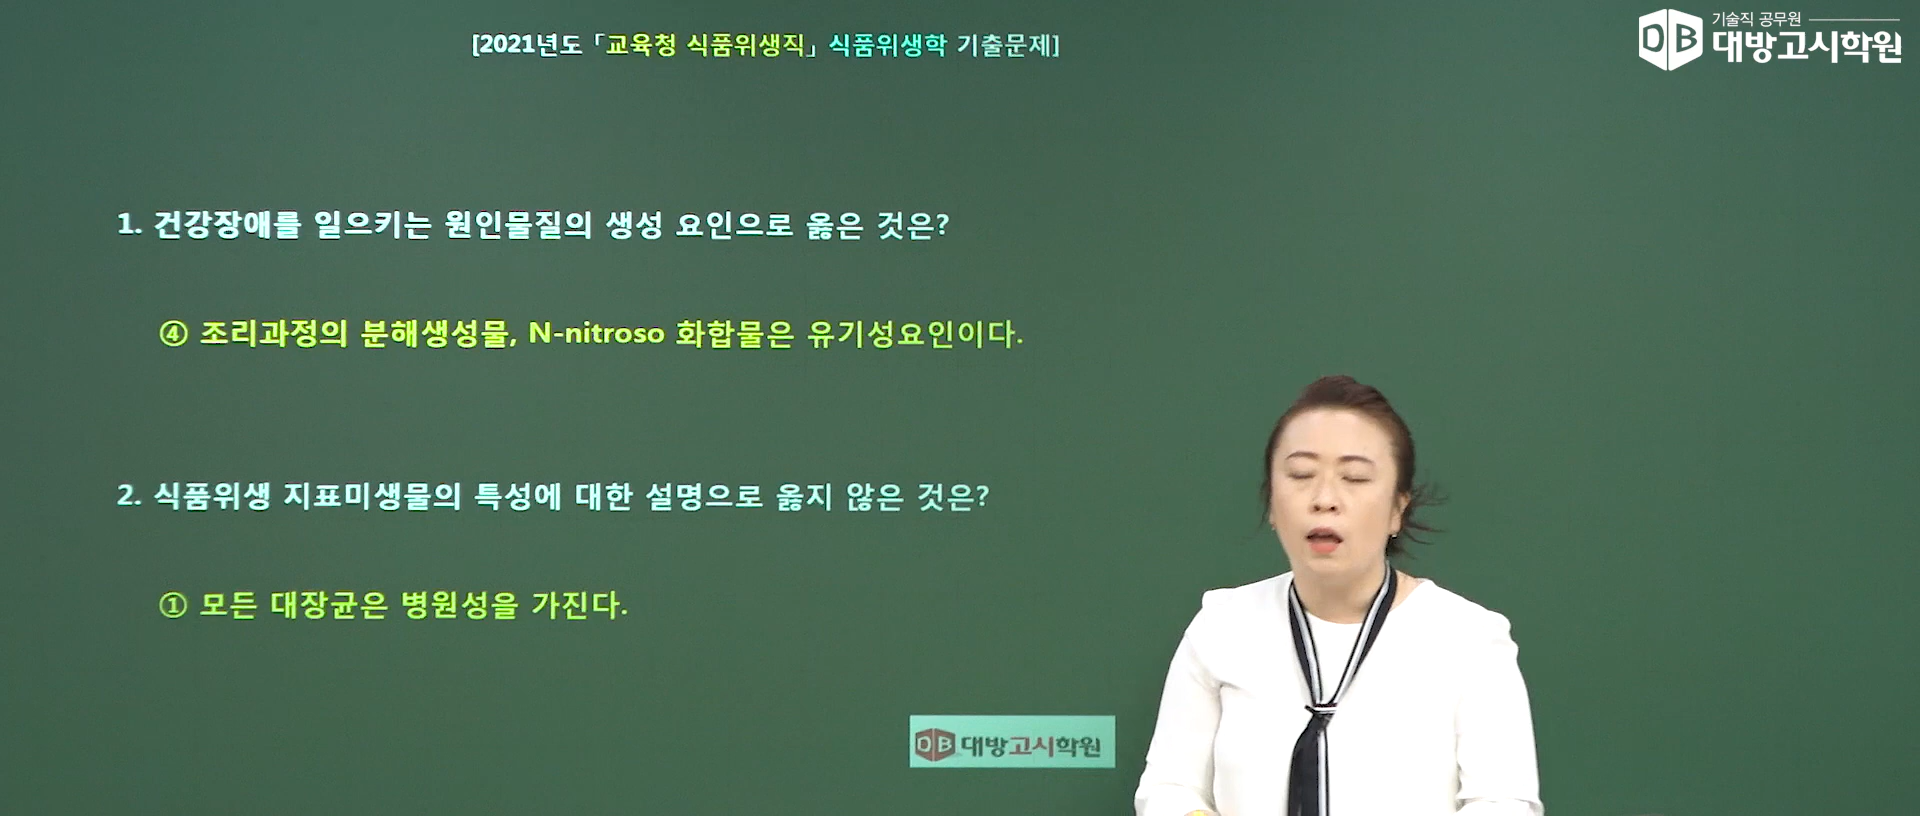 [2021년도 「교육청 식품위생직」 식품위생학 기출문제]
기술직 공무원
DB 대방고시학원
1. 건강장애를 일으키는 원인물질의 생성 요인으로 옳은 것은?
④ 조리과정의 분해생성물, N-nitroso 화합물은 유기성요인이다.
2. 식품위생 지표미생물의 특성에 대한 설명으로 옳지 않은 것은?
① 모든 대장균은 병원성을 가진다.
DB 대방고시학원